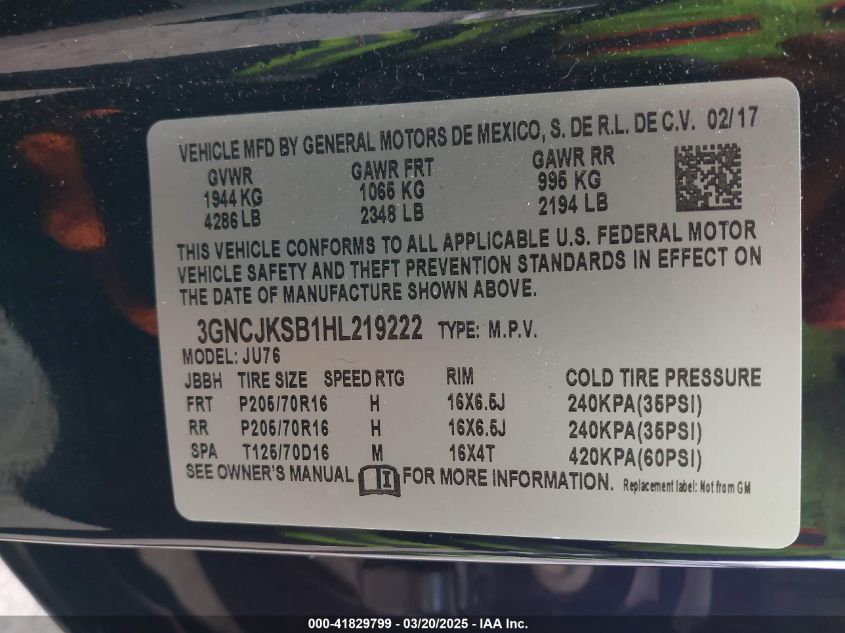 VEHICLE MFD BY GENERAL MOTORS DE MEXICO, S. DE R.L. DE C.V. 02/17
GVWR GAWR FRT GAWR RR
1944 KG 1065 KG 995 KG
4286 LB 2348 LB 2194 LB
THIS VEHICLE CONFORMS TO ALL APPLICABLE U.S. FEDERAL MOTOR
VEHICLE SAFETY AND THEFT PREVENTION STANDARDS IN EFFECT ON
THE DATE OF MANUFACTURE SHOWN ABOVE.
3GNCJKSB1HL219222 TYPE: M.P.V.
MODEL: JU76
JBBH TIRE SIZE SPEED RTG RIM COLD TIRE PRESSURE
FRT P205/70R16 H 16X6.5J 240KPA(35PSI)
RR P205/70R16 H 16X6.5J 240KPA(35PSI)
SPA T125/70D16 M 16X4T 420KPA(60PSI)
SEE OWNER'S MANUAL FOR MORE INFORMATION. Replacement label: Not from GM
000-41829799 — 03/20/2025 — IAA Inc.